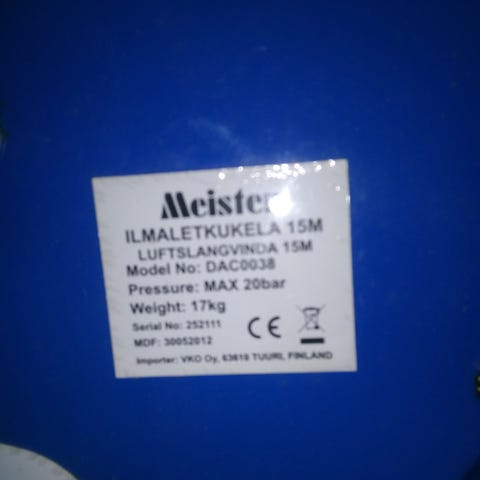 Meister
ILMALETKUKELA 15M
LUFTSLANGVINDA 15M
Model No: DAC0038
Pressure: MAX 20bar
Weight: 17kg
Serial No: 252111
MDF: 30052012
CE
Importer: VKO Oy, 63610 TUURI, FINLAND